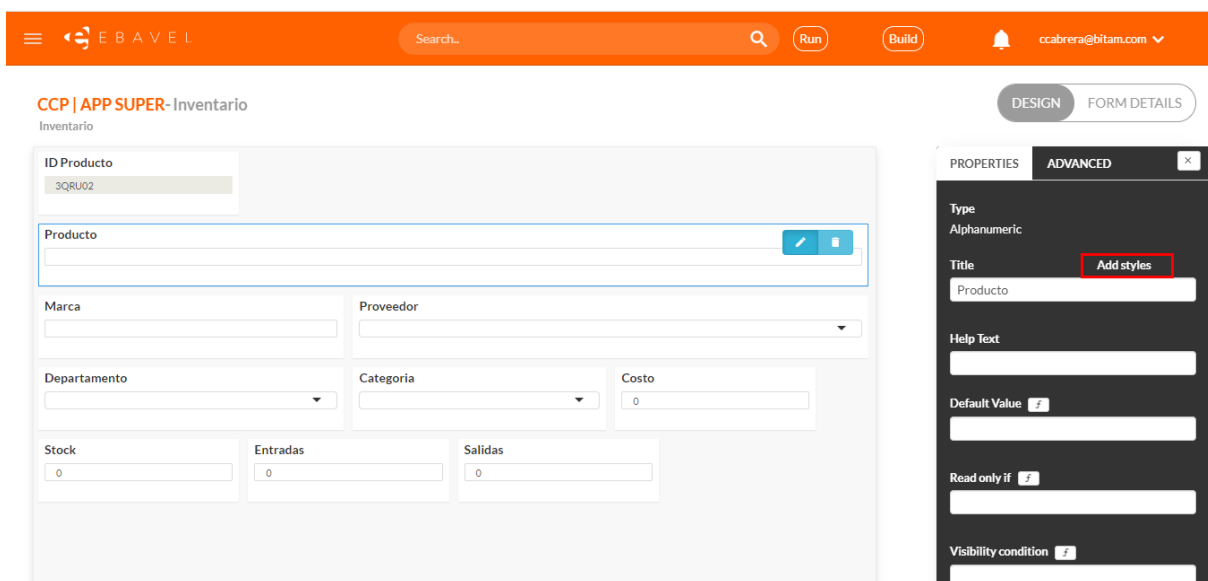 EBAVEL Search.. Run Build ccabrera@bitam.com
CCP | APP SUPER- Inventario
Inventario
DESIGN FORM DETAILS
ID Producto
3QRU02
Producto
Marca Proveedor
Departamento Categoria Costo
0
Stock Entradas Salidas
0 0 0
PROPERTIES ADVANCED
Type
Alphanumeric
Title Add styles
Producto
Help Text
Default Value f
Read only if f
Visibility condition f